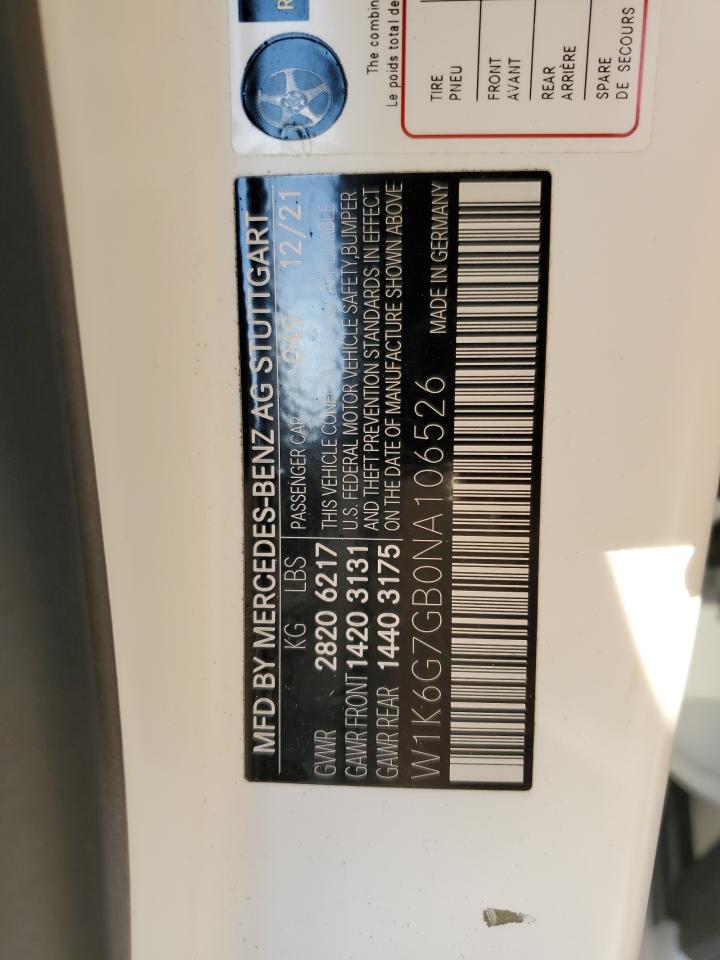 R
The combin
Le poids total de
TIRE
PNEU
FRONT
AVANT
REAR
ARRIÈRE
SPARE
DE SECOURS
MFD BY MERCEDES-BENZ AG STUTTGART
KG LBS PASSENGER CAR 049 12/21
GVWR 2820 6217 THIS VEHICLE APPLICABLE
GAWR FRONT 1420 3131 U.S. FEDERAL MOTOR VEHICLE SAFETY,BUMPER
GAWR REAR 1440 3175 AND THEFT PREVENTION STANDARDS IN EFFECT
ON THE DATE OF MANUFACTURE SHOWN ABOVE
W1K6G7GB0NA106526 MADE IN GERMANY